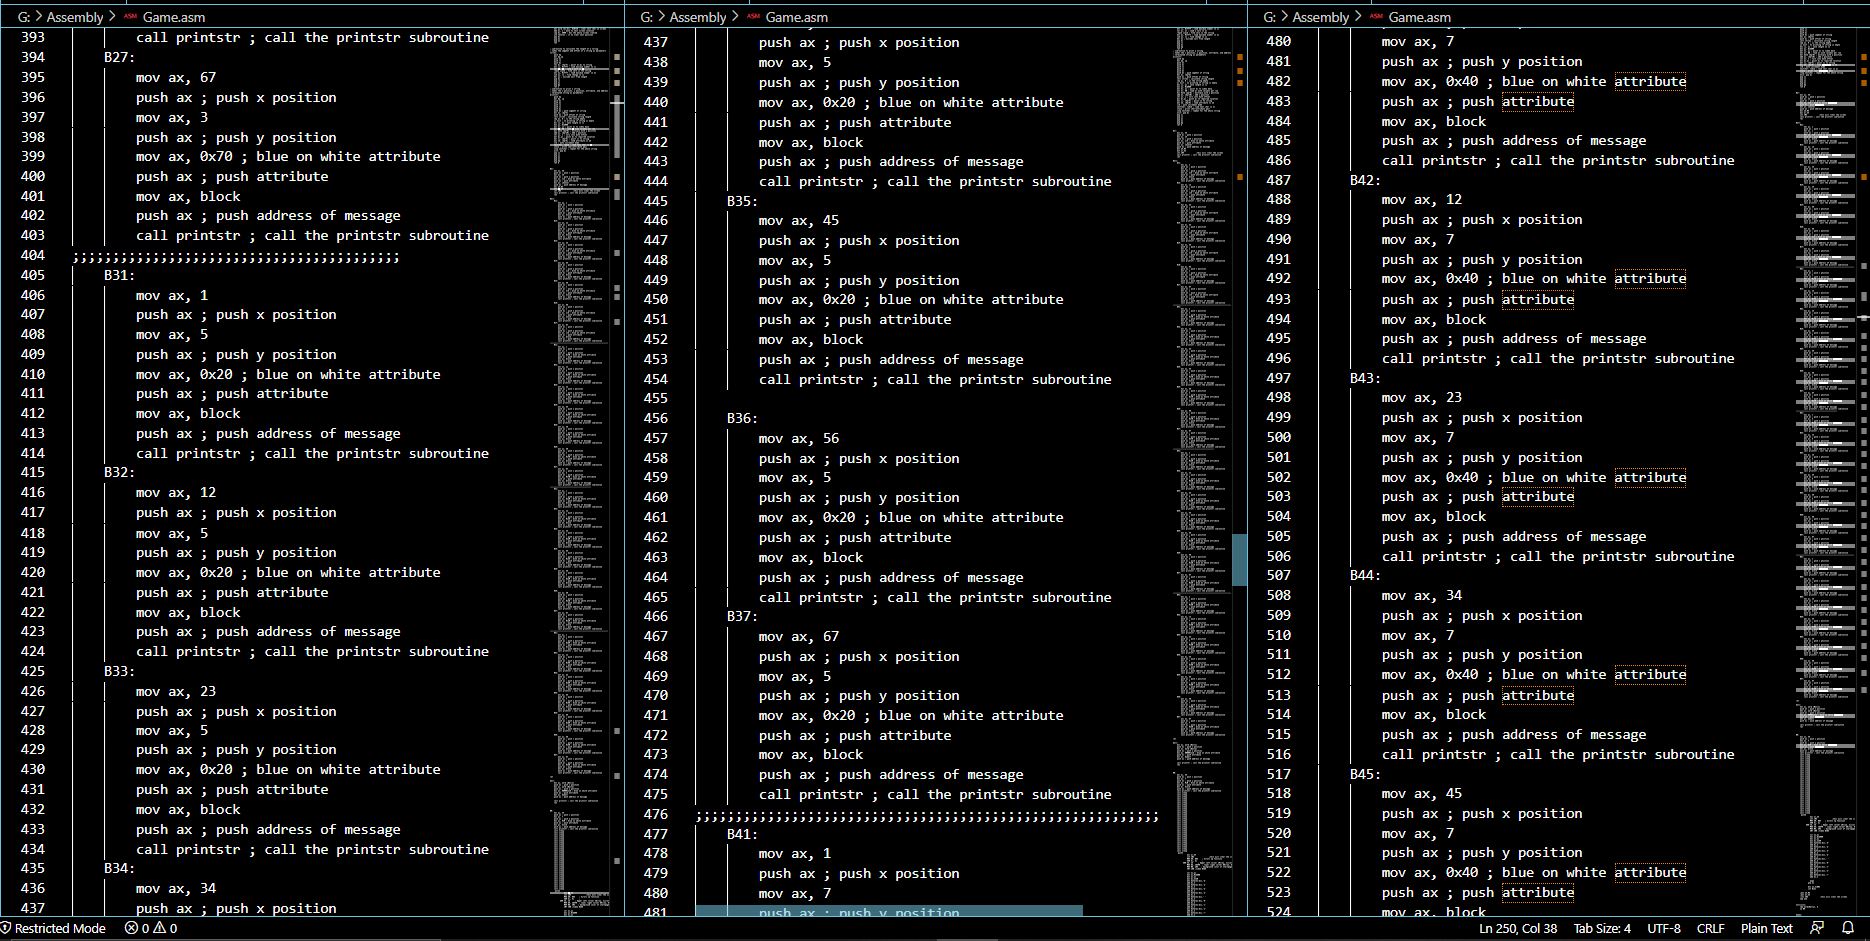 G: > Assembly > ASM Game.asm
393 call printstr ; call the printstr subroutine
394 B27:
395 mov ax, 67
396 push ax ; push x position
397 mov ax, 3
398 push ax ; push y position
399 mov ax, 0x70 ; blue on white attribute
400 push ax ; push attribute
401 mov ax, block
402 push ax ; push address of message
403 call printstr ; call the printstr subroutine
404 ;;;;;;;;;;;;;;;;;;;;;;;;;;;;;;;;;;;;;;;;;
405 B31:
406 mov ax, 1
407 push ax ; push x position
408 mov ax, 5
409 push ax ; push y position
410 mov ax, 0x20 ; blue on white attribute
411 push ax ; push attribute
412 mov ax, block
413 push ax ; push address of message
414 call printstr ; call the printstr subroutine
415 B32:
416 mov ax, 12
417 push ax ; push x position
418 mov ax, 5
419 push ax ; push y position
420 mov ax, 0x20 ; blue on white attribute
421 push ax ; push attribute
422 mov ax, block
423 push ax ; push address of message
424 call printstr ; call the printstr subroutine
425 B33:
426 mov ax, 23
427 push ax ; push x position
428 mov ax, 5
429 push ax ; push y position
430 mov ax, 0x20 ; blue on white attribute
431 push ax ; push attribute
432 mov ax, block
433 push ax ; push address of message
434 call printstr ; call the printstr subroutine
435 B34:
436 mov ax, 34
437 push ax ; push x position
G: > Assembly > ASM Game.asm
437 push ax ; push x position
438 mov ax, 5
439 push ax ; push y position
440 mov ax, 0x20 ; blue on white attribute
441 push ax ; push attribute
442 mov ax, block
443 push ax ; push address of message
444 call printstr ; call the printstr subroutine
445 B35:
446 mov ax, 45
447 push ax ; push x position
448 mov ax, 5
449 push ax ; push y position
450 mov ax, 0x20 ; blue on white attribute
451 push ax ; push attribute
452 mov ax, block
453 push ax ; push address of message
454 call printstr ; call the printstr subroutine
455
456 B36:
457 mov ax, 56
458 push ax ; push x position
459 mov ax, 5
460 push ax ; push y position
461 mov ax, 0x20 ; blue on white attribute
462 push ax ; push attribute
463 mov ax, block
464 push ax ; push address of message
465 call printstr ; call the printstr subroutine
466 B37:
467 mov ax, 67
468 push ax ; push x position
469 mov ax, 5
470 push ax ; push y position
471 mov ax, 0x20 ; blue on white attribute
472 push ax ; push attribute
473 mov ax, block
474 push ax ; push address of message
475 call printstr ; call the printstr subroutine
476 ;;;;;;;;;;;;;;;;;;;;;;;;;;;;;;;;;;;;;;;;;;;;;;;;;;;;;;;;;;
477 B41:
478 mov ax, 1
479 push ax ; push x position
480 mov ax, 7
481 push ax ; push y position
G: > Assembly > ASM Game.asm
480 mov ax, 7
481 push ax ; push y position
482 mov ax, 0x40 ; blue on white attribute
483 push ax ; push attribute
484 mov ax, block
485 push ax ; push address of message
486 call printstr ; call the printstr subroutine
487 B42:
488 mov ax, 12
489 push ax ; push x position
490 mov ax, 7
491 push ax ; push y position
492 mov ax, 0x40 ; blue on white attribute
493 push ax ; push attribute
494 mov ax, block
495 push ax ; push address of message
496 call printstr ; call the printstr subroutine
497 B43:
498 mov ax, 23
499 push ax ; push x position
500 mov ax, 7
501 push ax ; push y position
502 mov ax, 0x40 ; blue on white attribute
503 push ax ; push attribute
504 mov ax, block
505 push ax ; push address of message
506 call printstr ; call the printstr subroutine
507 B44:
508 mov ax, 34
509 push ax ; push x position
510 mov ax, 7
511 push ax ; push y position
512 mov ax, 0x40 ; blue on white attribute
513 push ax ; push attribute
514 mov ax, block
515 push ax ; push address of message
516 call printstr ; call the printstr subroutine
517 B45:
518 mov ax, 45
519 push ax ; push x position
520 mov ax, 7
521 push ax ; push y position
522 mov ax, 0x40 ; blue on white attribute
523 push ax ; push attribute
524 mov ax, block
Restricted Mode 0 0 Ln 250, Col 38 Tab Size: 4 UTF-8 CRLF Plain Text